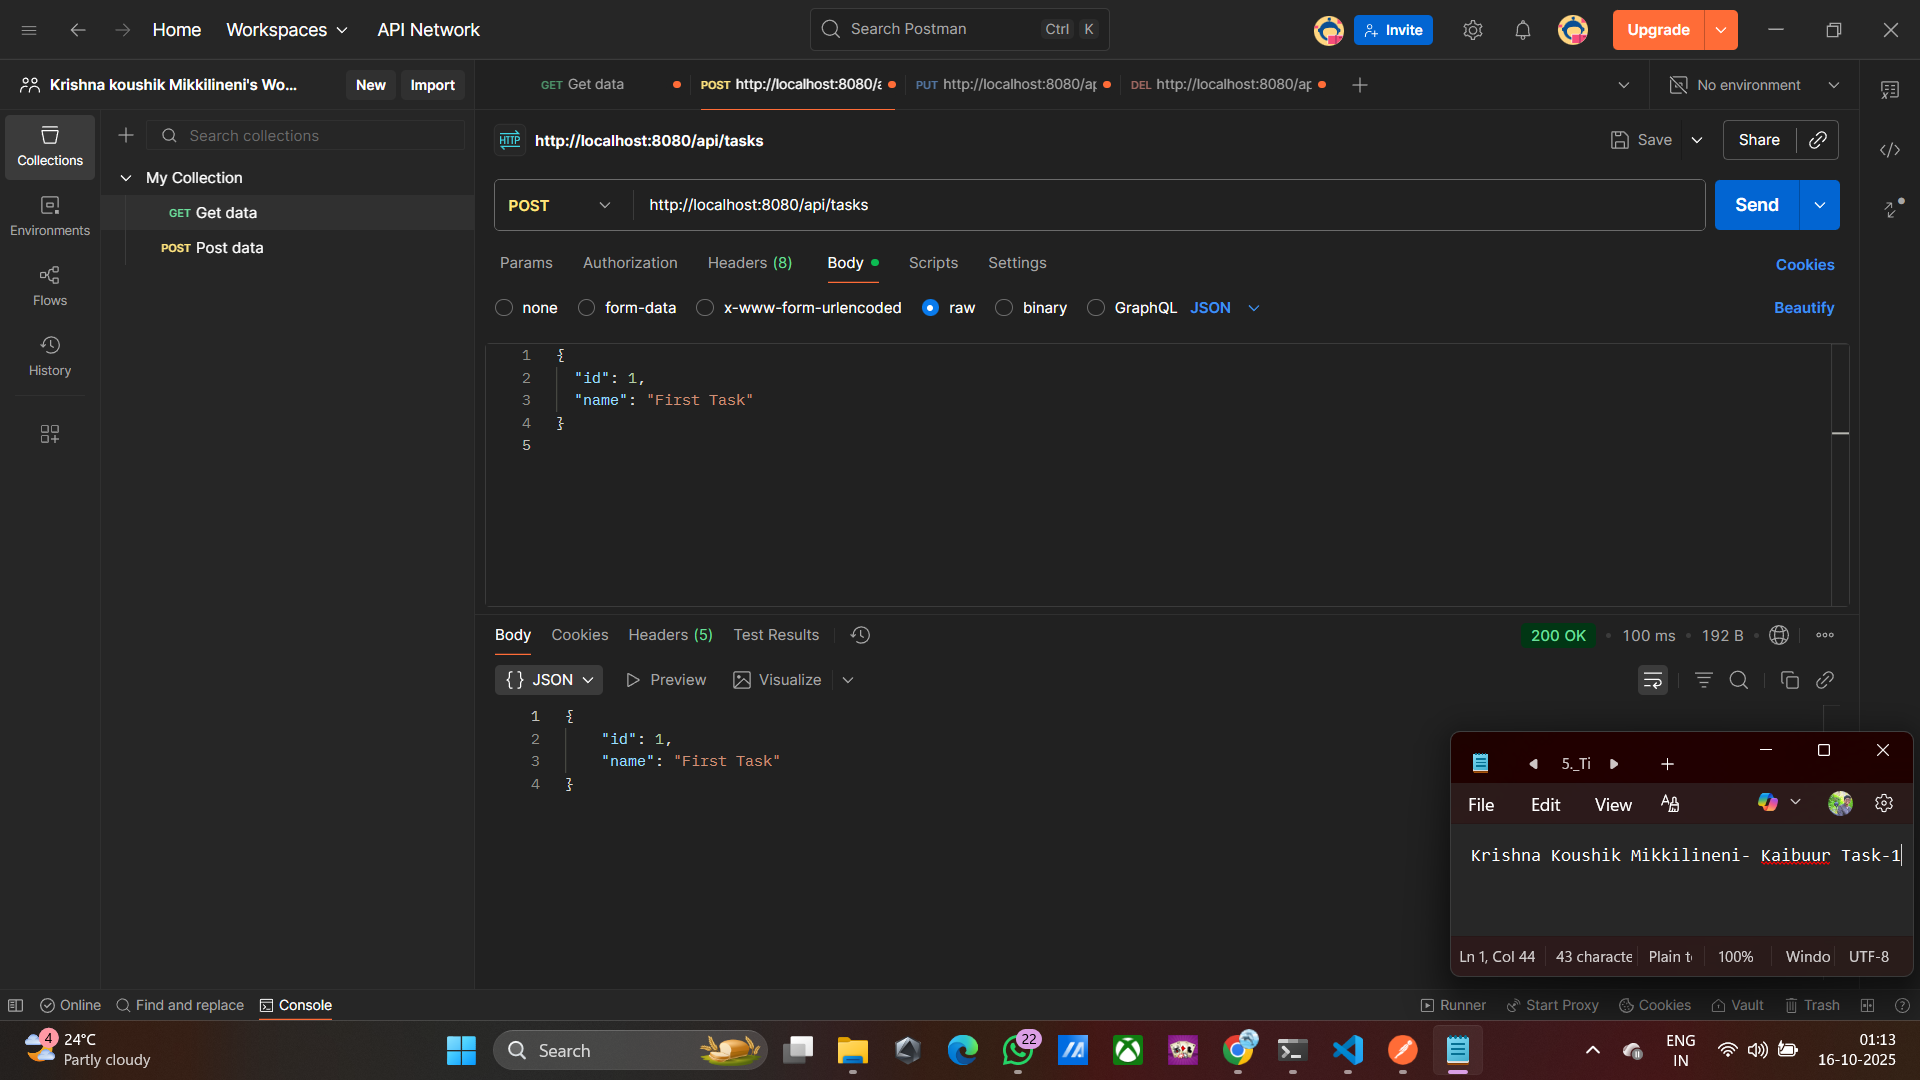 Home
Workspaces
API Network
Search Postman
Ctrl
K
Invite
Upgrade
Krishna koushik Mikkilineni's Wo...
New
Import
GET Get data
POST http://localhost:8080/a
PUT http://localhost:8080/ap
DEL http://localhost:8080/ap
No environment
Collections
Environments
Flows
History
Search collections
My Collection
GET Get data
POST Post data
HTTP http://localhost:8080/api/tasks
Save
Share
POST
http://localhost:8080/api/tasks
Send
Params
Authorization
Headers (8)
Body
Scripts
Settings
Cookies
none
form-data
x-www-form-urlencoded
raw
binary
GraphQL
JSON
Beautify
1 {
2 "id": 1,
3 "name": "First Task"
4 }
5
Body
Cookies
Headers (5)
Test Results
200 OK
100 ms
192 B
{} JSON
Preview
Visualize
1 {
2 "id": 1,
3 "name": "First Task"
4 }
5._Ti
File
Edit
View
Krishna Koushik Mikkilineni- Kaibuur Task-1
Ln 1, Col 44
43 characte
Plain t
100%
Windo
UTF-8
Online
Find and replace
Console
Runner
Start Proxy
Cookies
Vault
Trash
4
24°C
Partly cloudy
Search
22
ENG
IN
01:13
16-10-2025